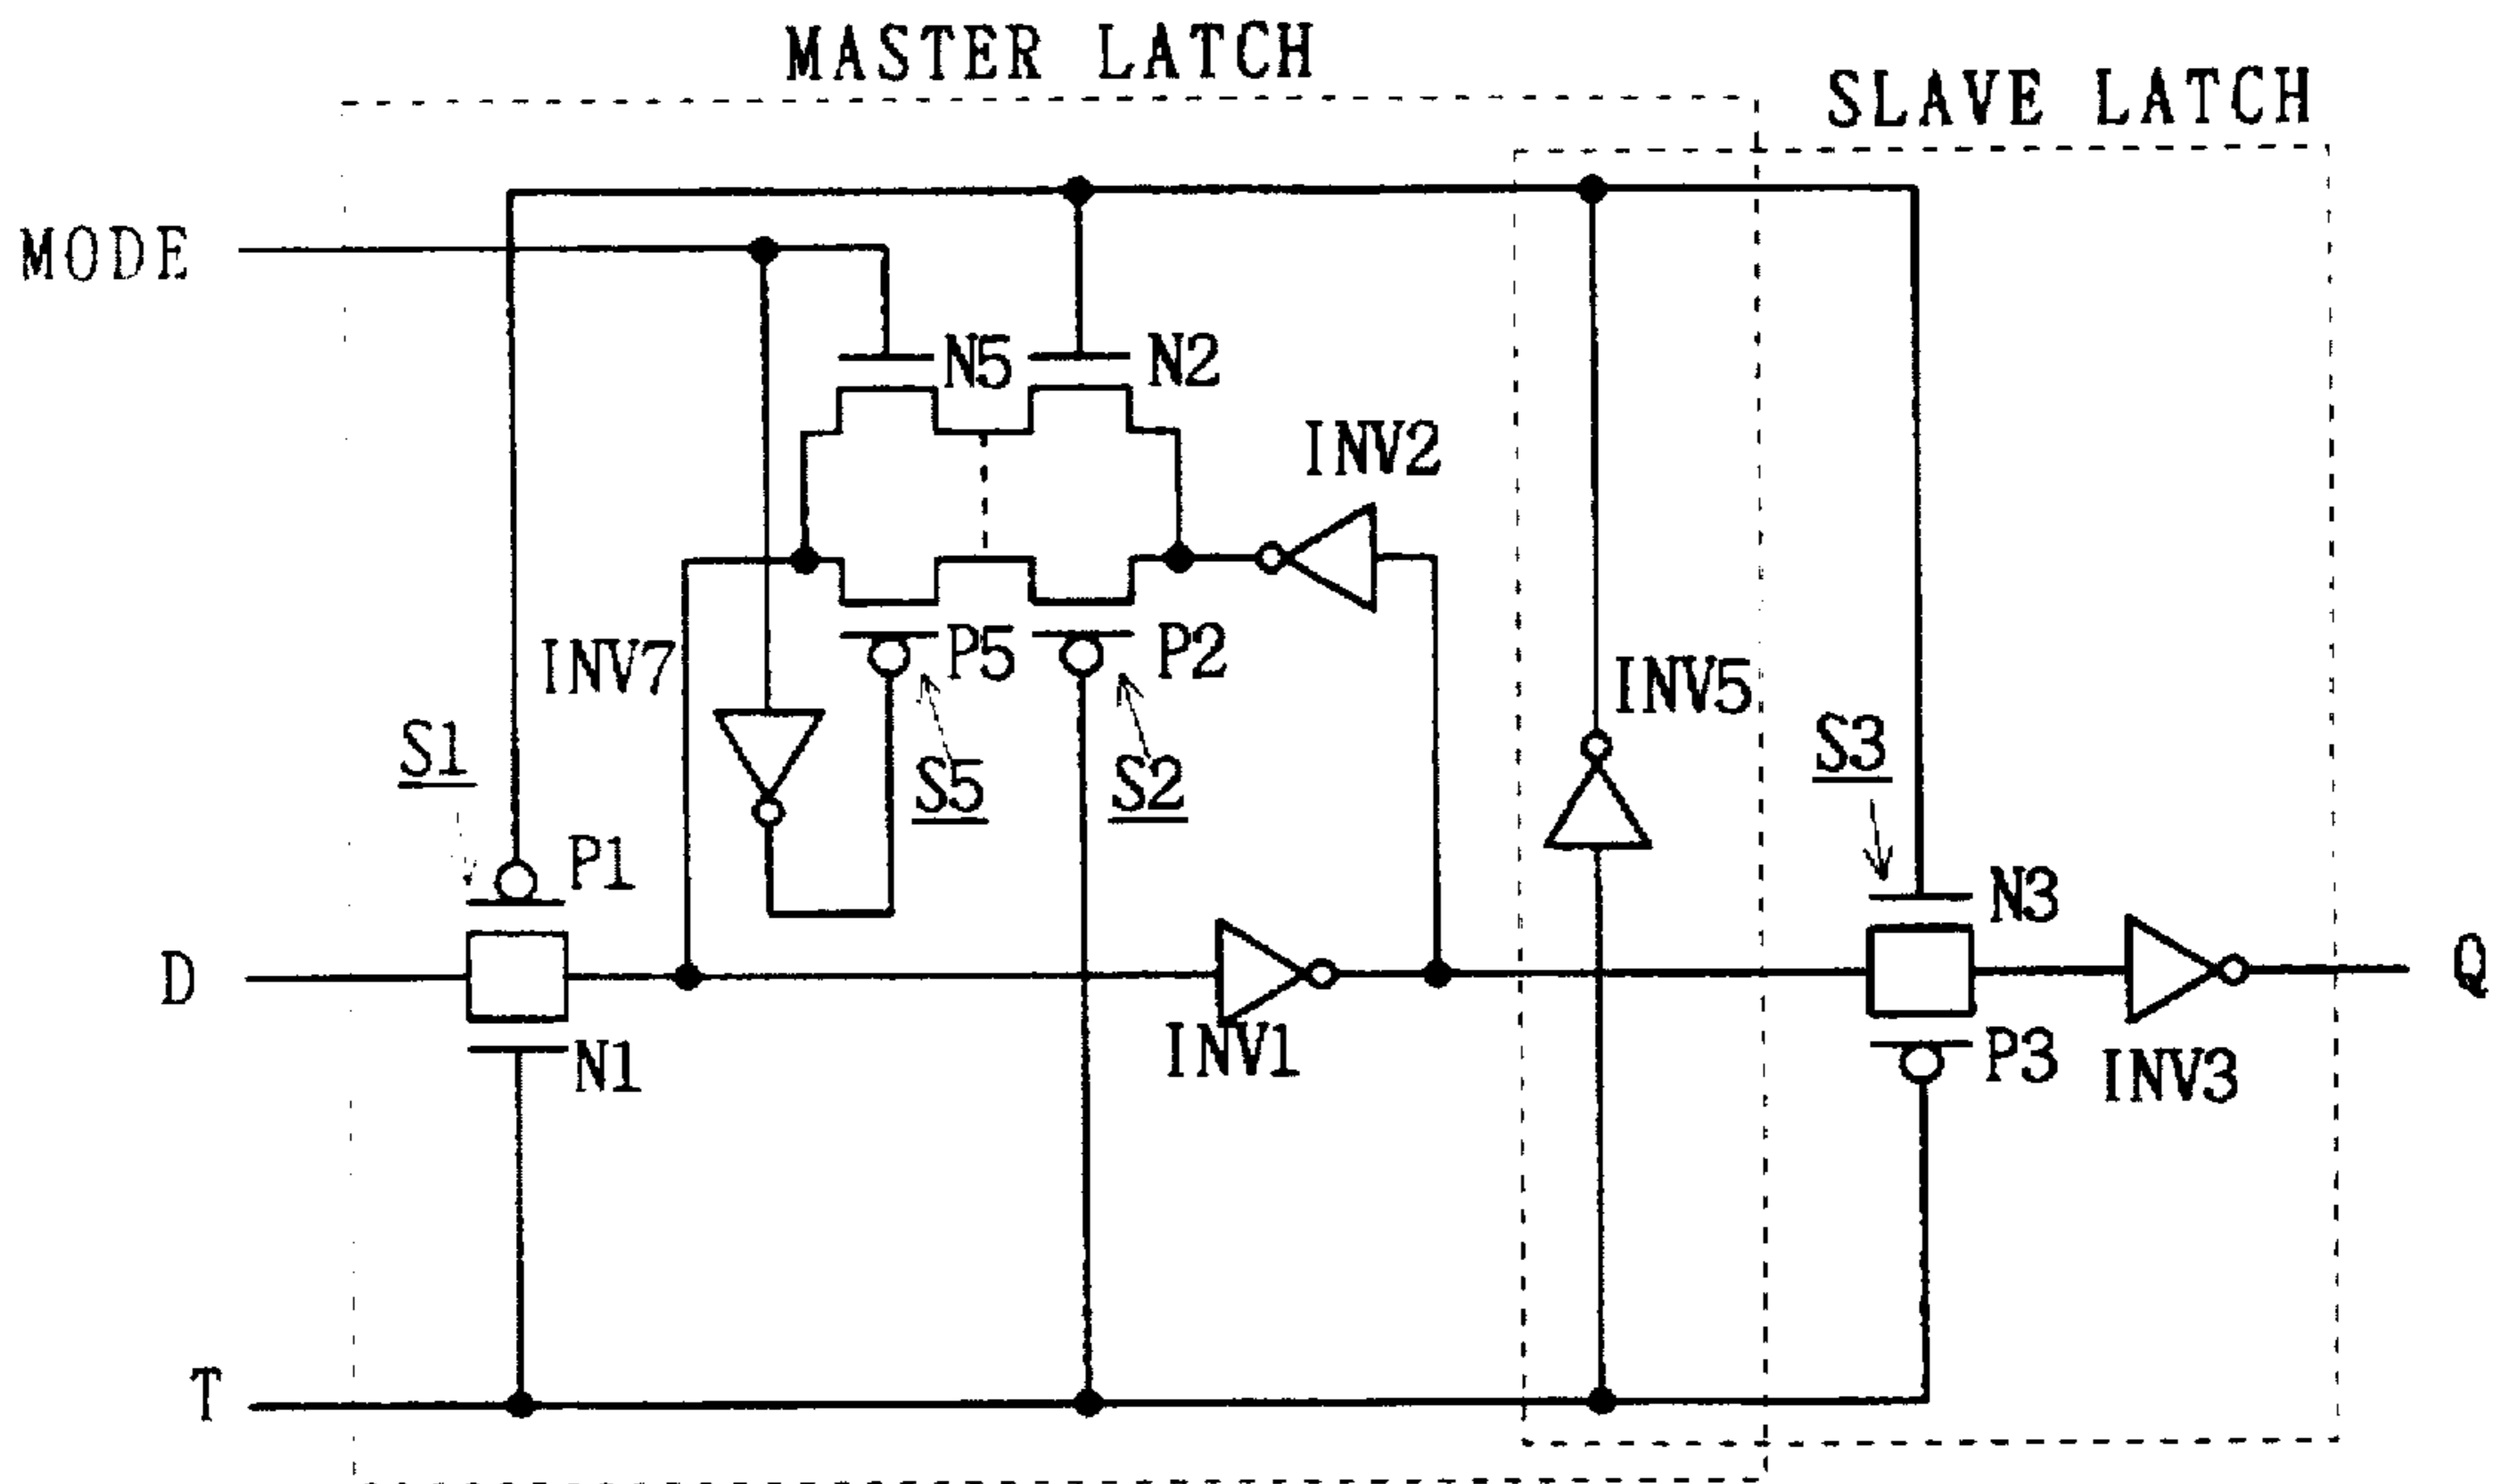 MASTER LATCH
SLAVE LATCH
MODE
N5
N2
INV2
INV7
P5
P2
INV5
S1
S5
S2
S3
P1
N3
D
Q
N1
INV1
P3
INV3
T